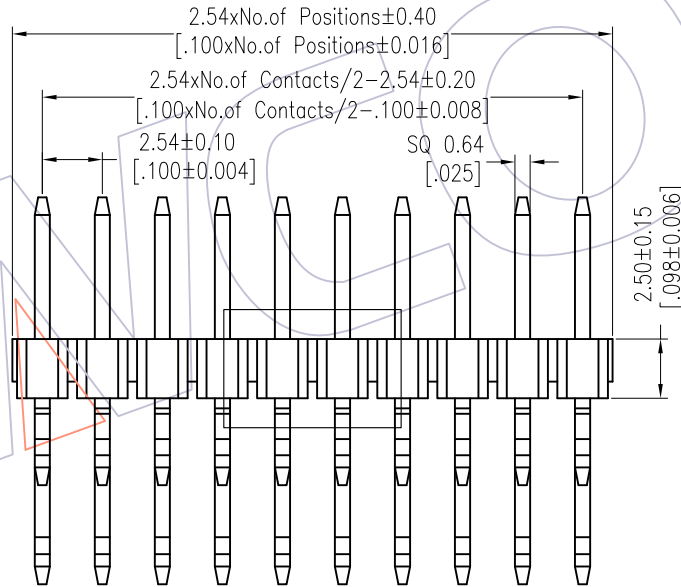 2.54xNo.of Positions±0.40
[.100xNo.of Positions±0.016]
2.54xNo.of Contacts/2-2.54±0.20
[.100xNo.of Contacts/2-.100±0.008]
2.54±0.10
[.100±0.004]
SQ 0.64
[.025]
2.50±0.15
[.098±0.006]